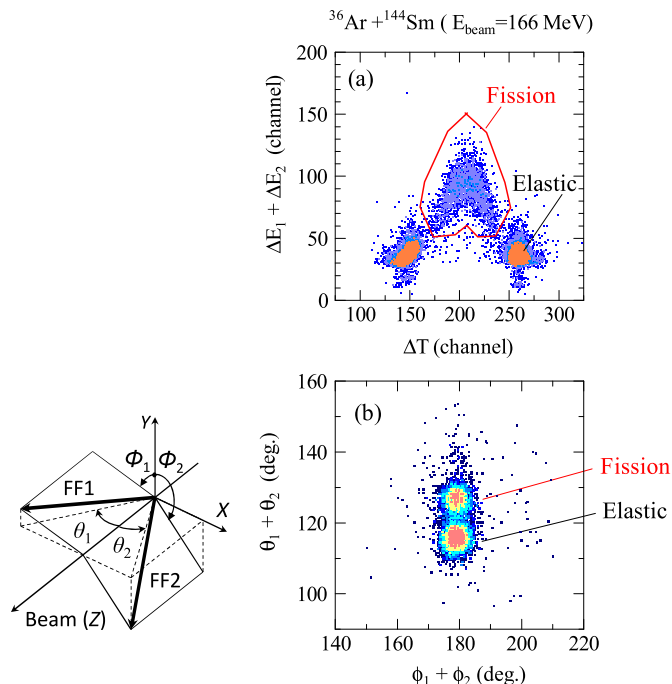 ³⁶Ar + ¹⁴⁴Sm ( E_beam=166 MeV)
(a)
Fission
Elastic
ΔE₁ + ΔE₂ (channel)
200
150
100
50
0
100 150 200 250 300
ΔT (channel)
(b)
Fission
Elastic
θ₁ + θ₂ (deg.)
160
140
120
100
140 160 180 200 220
ϕ₁ + ϕ₂ (deg.)
Y
Φ₁ Φ₂
X
FF1
θ₁
θ₂
FF2
Beam (Z)